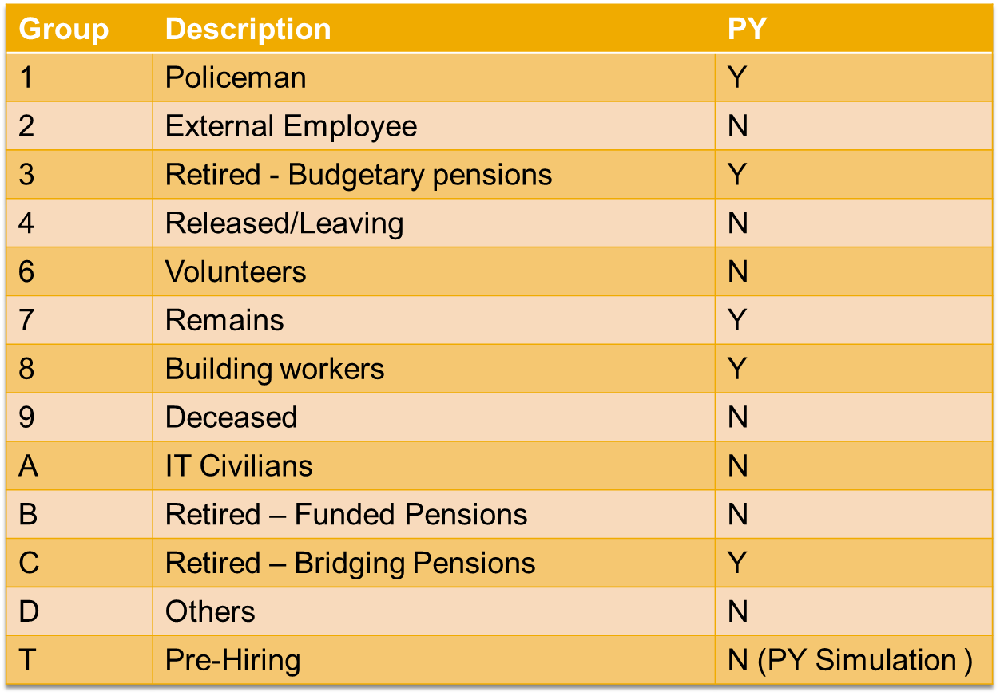 Group Description PY
1 Policeman Y
2 External Employee N
3 Retired - Budgetary pensions Y
4 Released/Leaving N
6 Volunteers N
7 Remains Y
8 Building workers Y
9 Deceased N
A IT Civilians N
B Retired – Funded Pensions N
C Retired – Bridging Pensions Y
D Others N
T Pre-Hiring N (PY Simulation )